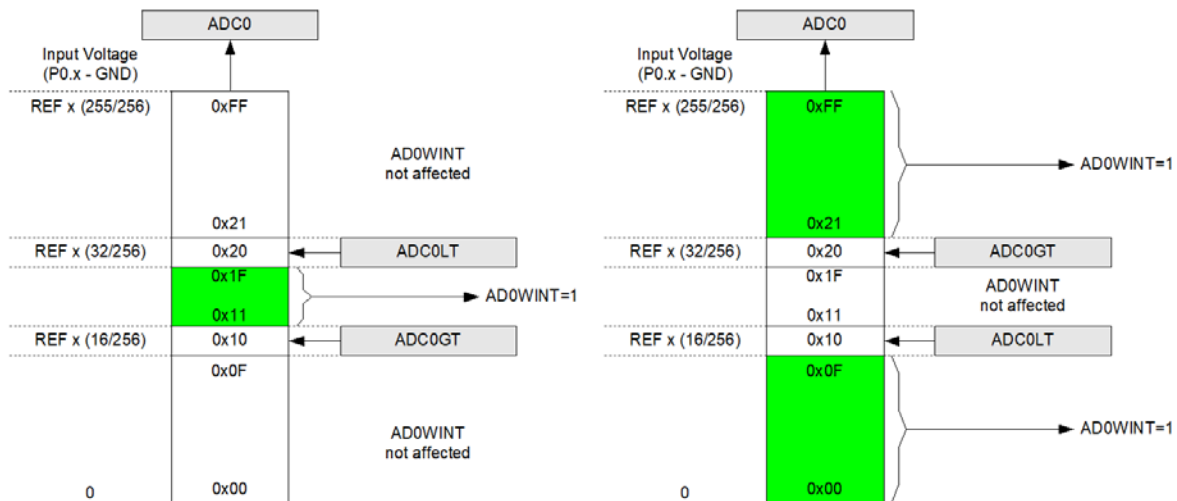 ADC0
Input Voltage
(P0.x - GND)
REF x (255/256)
0xFF
AD0WINT
not affected
0x21
REF x (32/256)
0x20
ADC0LT
0x1F
AD0WINT=1
0x11
REF x (16/256)
0x10
ADC0GT
0x0F
AD0WINT
not affected
0
0x00
ADC0
Input Voltage
(P0.x - GND)
REF x (255/256)
0xFF
AD0WINT=1
0x21
REF x (32/256)
0x20
ADC0GT
0x1F
AD0WINT
not affected
0x11
REF x (16/256)
0x10
ADC0LT
0x0F
AD0WINT=1
0
0x00